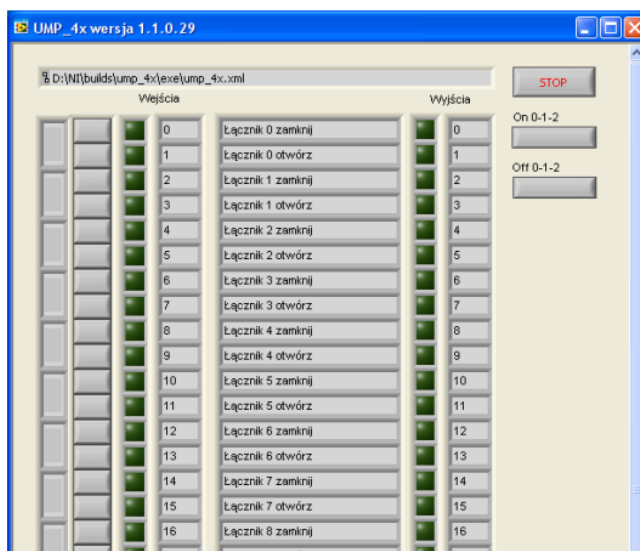 UMP_4x wersja 1.1.0.29
D:\NI\builds\ump_4x\exe\ump_4x.xml
STOP
Wejścia
Wyjścia
On 0-1-2
Off 0-1-2
0 Łącznik 0 zamknij 0
1 Łącznik 0 otwórz 1
2 Łącznik 1 zamknij 2
3 Łącznik 1 otwórz 3
4 Łącznik 2 zamknij 4
5 Łącznik 2 otwórz 5
6 Łącznik 3 zamknij 6
7 Łącznik 3 otwórz 7
8 Łącznik 4 zamknij 8
9 Łącznik 4 otwórz 9
10 Łącznik 5 zamknij 10
11 Łącznik 5 otwórz 11
12 Łącznik 6 zamknij 12
13 Łącznik 6 otwórz 13
14 Łącznik 7 zamknij 14
15 Łącznik 7 otwórz 15
16 Łącznik 8 zamknij 16